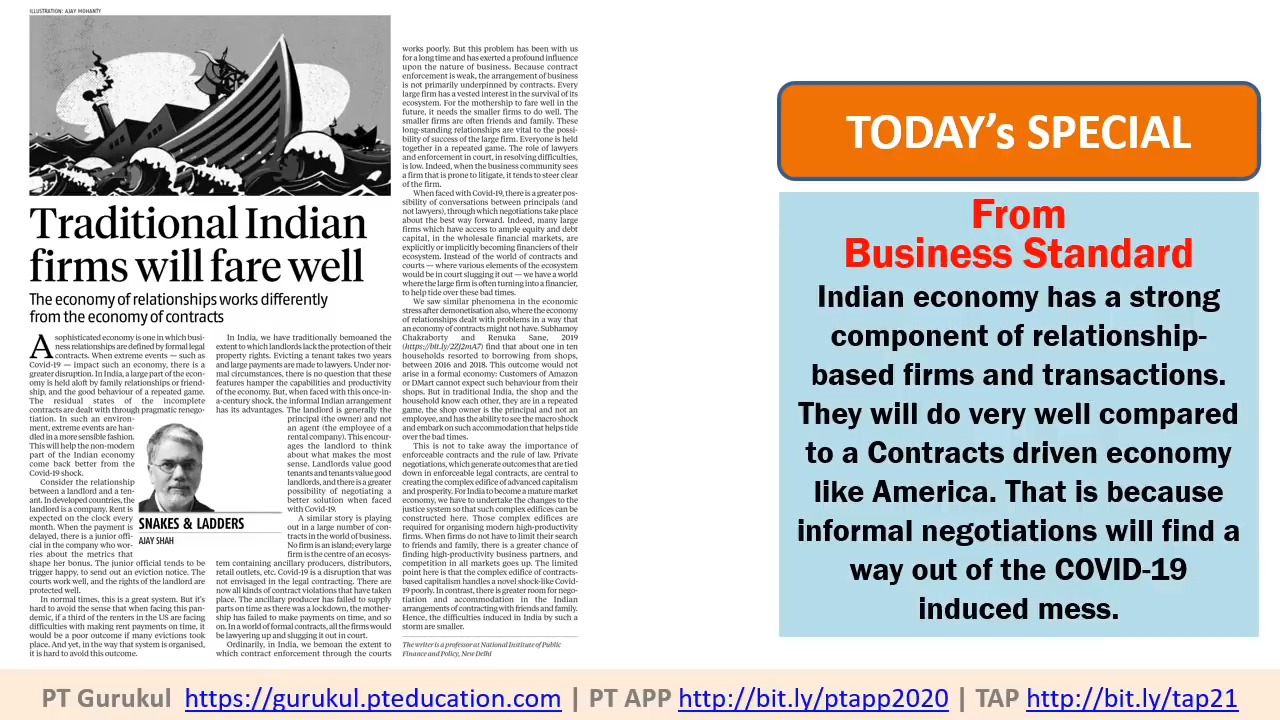 ILLUSTRATION: AJAY MOHANTY
Traditional Indian
firms will fare well
The economy of relationships works differently
from the economy of contracts
A sophisticated economy is one in which busi-
ness relationships are defined by formal legal
contracts. When extreme events — such as
Covid-19 — impact such an economy, there is a
greater disruption. In India, a large part of the econ-
omy is held aloft by family relationships or friend-
ship, and the good behaviour of a repeated game.
The residual states of the incomplete
contracts are dealt with through pragmatic renego-
tiation. In such an environ-
ment, extreme events are han-
dled in a more sensible fashion.
This will help the non-modern
part of the Indian economy
come back better from the
Covid-19 shock.
Consider the relationship
between a landlord and a ten-
ant. In developed countries, the
landlord is a company. Rent is
expected on the clock every
month. When the payment is
delayed, there is a junior offi-
cial in the company who wor-
ries about the metrics that
shape her bonus. The junior official tends to be
trigger happy, to send out an eviction notice. The
courts work well, and the rights of the landlord are
protected well.
In normal times, this is a great system. But it's
hard to avoid the sense that when facing this pan-
demic, if a third of the renters in the US are facing
difficulties with making rent payments on time, it
would be a poor outcome if many evictions took
place. And yet, in the way that system is organised,
it is hard to avoid this outcome.
SNAKES & LADDERS
AJAY SHAH
In India, we have traditionally bemoaned the
extent to which landlords lack the protection of their
property rights. Evicting a tenant takes two years
and large payments are made to lawyers. Under nor-
mal circumstances, there is no question that these
features hamper the capabilities and productivity
of the economy. But, when faced with this once-in-
a-century shock, the informal Indian arrangement
has its advantages. The landlord is generally the
principal (the owner) and not
an agent (the employee of a
rental company). This encour-
ages the landlord to think
about what makes the most
sense. Landlords value good
tenants and tenants value good
landlords, and there is a greater
possibility of negotiating a
better solution when faced
with Covid-19.
A similar story is playing
out in a large number of con-
tracts in the world of business.
No firm is an island; every large
firm is the centre of an ecosys-
tem containing ancillary producers, distributors,
retail outlets, etc. Covid-19 is a disruption that was
not envisaged in the legal contracting. There are
now all kinds of contract violations that have taken
place. The ancillary producer has failed to supply
parts on time as there was a lockdown, the mother-
ship has failed to make payments on time, and so
on. In a world of formal contracts, all the firms would
be lawyering up and slugging it out in court.
Ordinarily, in India, we bemoan the extent to
which contract enforcement through the courts
works poorly. But this problem has been with us
for a long time and has exerted a profound influence
upon the nature of business. Because contract
enforcement is weak, the arrangement of business
is not primarily underpinned by contracts. Every
large firm has a vested interest in the survival of its
ecosystem. For the mothership to fare well in the
future, it needs the smaller firms to do well. The
smaller firms are often friends and family. These
long-standing relationships are vital to the possi-
bility of success of the large firm. Everyone is held
together in a repeated game. The role of lawyers
and enforcement in court, in resolving difficulties,
is low. Indeed, when the business community sees
a firm that is prone to litigate, it tends to steer clear
of the firm.
When faced with Covid-19, there is a greater pos-
sibility of conversations between principals (and
not lawyers), through which negotiations take place
about the best way forward. Indeed, many large
firms which have access to ample equity and debt
capital, in the wholesale financial markets, are
explicitly or implicitly becoming financiers of their
ecosystem. Instead of the world of contracts and
courts — where various elements of the ecosystem
would be in court slugging it out — we have a world
where the large firm is often turning into a financier,
to help tide over these bad times.
We saw similar phenomena in the economic
stress after demonetisation also, where the economy
of relationships dealt with problems in a way that
an economy of contracts might not have. Subhamoy
Chakraborty and Renuka Sane, 2019
(https://bit.ly/2Zf2mA7) find that about one in ten
households resorted to borrowing from shops,
between 2016 and 2018. This outcome would not
arise in a formal economy: Customers of Amazon
or DMart cannot expect such behaviour from their
shops. But in traditional India, the shop and the
household know each other, they are in a repeated
game, the shop owner is the principal and not an
employee, and has the ability to see the macro shock
and embark on such accommodation that helps tide
over the bad times.
This is not to take away the importance of
enforceable contracts and the rule of law. Private
negotiations, which generate outcomes that are tied
down in enforceable legal contracts, are central to
creating the complex edifice of advanced capitalism
and prosperity. For India to become a mature market
economy, we have to undertake the changes to the
justice system so that such complex edifices can be
constructed here. Those complex edifices are
required for organising modern high-productivity
firms. When firms do not have to limit their search
to friends and family, there is a greater chance of
finding high-productivity business partners, and
competition in all markets goes up. The limited
point here is that the complex edifice of contracts-
based capitalism handles a novel shock-like Covid-
19 poorly. In contrast, there is greater room for nego-
tiation and accommodation in the Indian
arrangements of contracting with friends and family.
Hence, the difficulties induced in India by such a
storm are smaller.
The writer is a professor at National Institute of Public
Finance and Policy, New Delhi
TODAY's SPECIAL
From
Business Standard
Indian economy has a strong
component of relationship-
based firms and transactions.
They will do very well compared
to a Contracts driven economy
like America. That is because
informal negotiations will find a
way out of the COVID-19
induced mess.
PT Gurukul https://gurukul.pteducation.com | PT APP http://bit.ly/ptapp2020 | TAP http://bit.ly/tap21